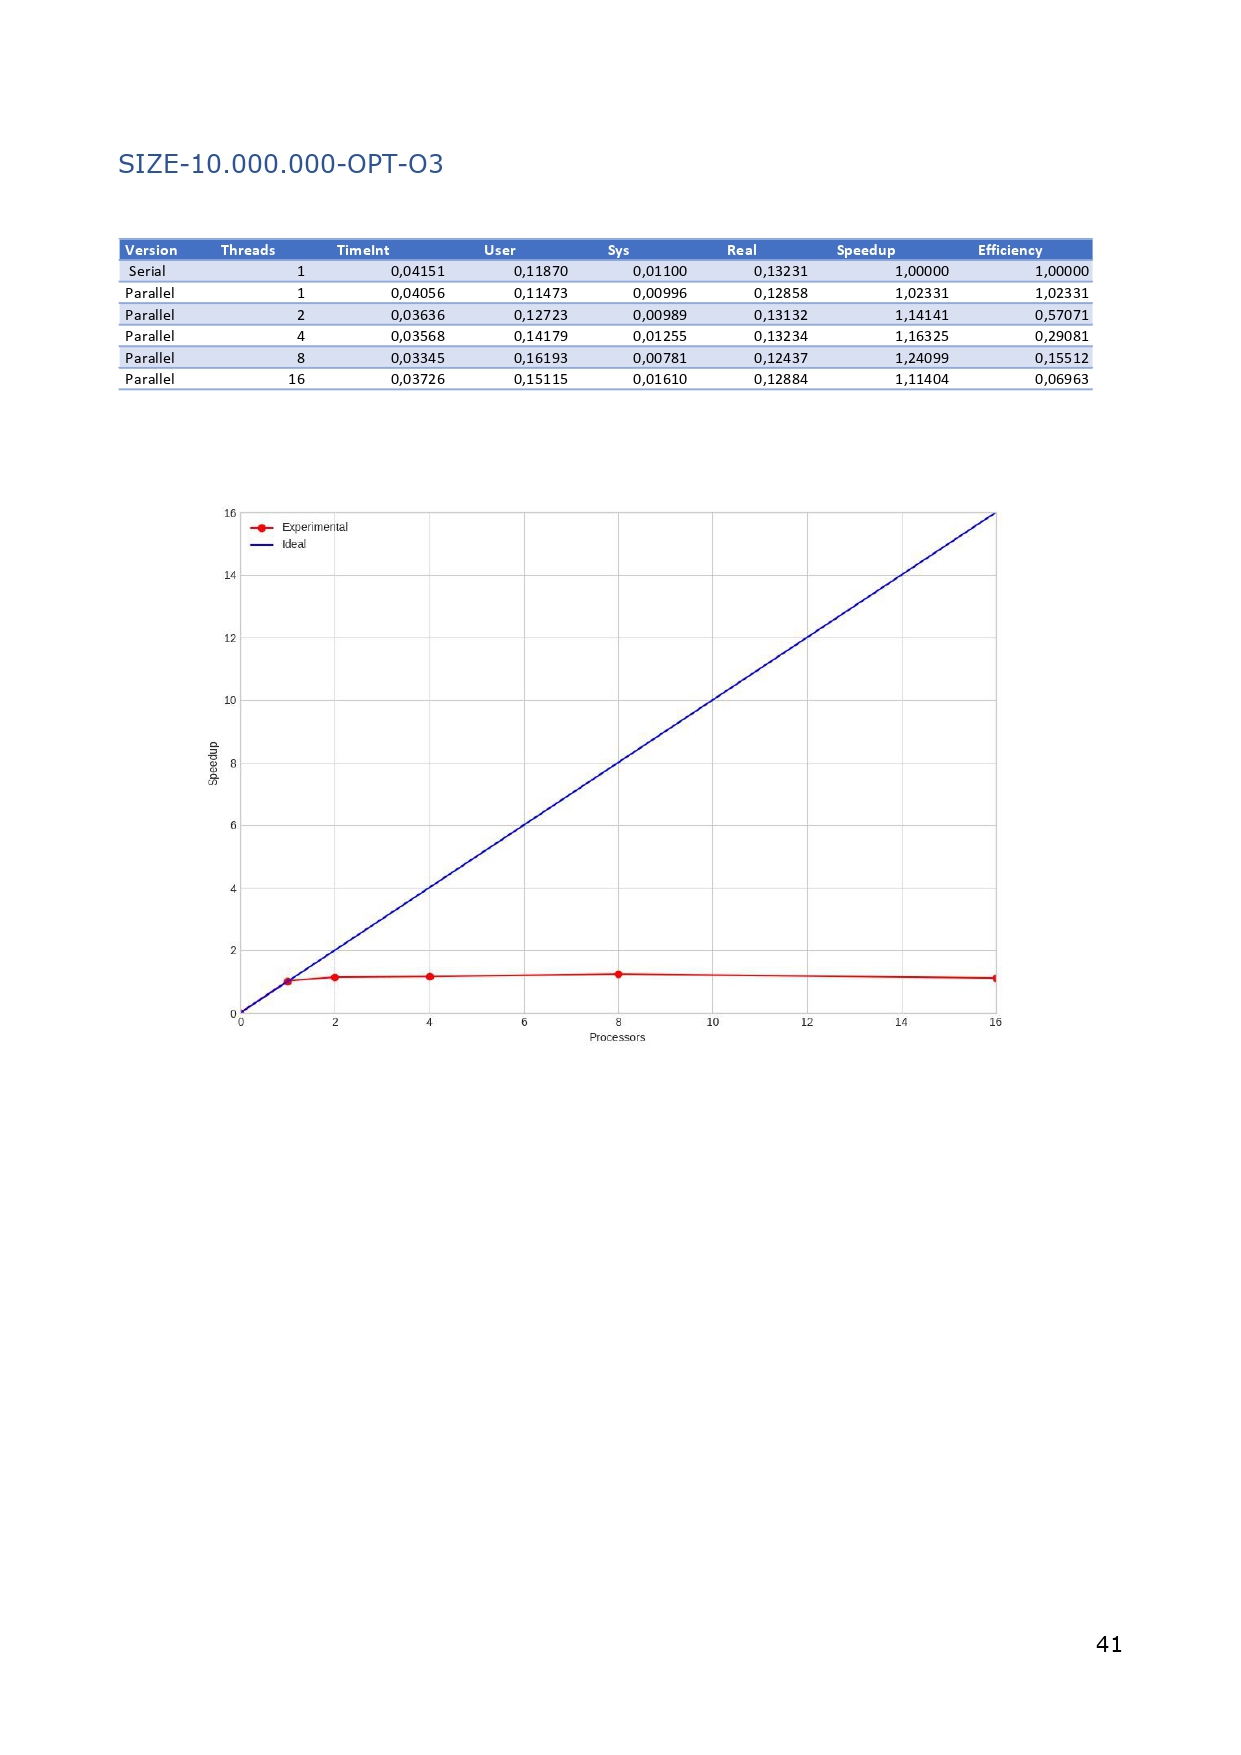 SIZE-10.000.000-OPT-O3
Version Threads TimeInt User Sys Real Speedup Efficiency
Serial 1 0,04151 0,11870 0,01100 0,13231 1,00000 1,00000
Parallel 1 0,04056 0,11473 0,00996 0,12858 1,02331 1,02331
Parallel 2 0,03636 0,12723 0,00989 0,13132 1,14141 0,57071
Parallel 4 0,03568 0,14179 0,01255 0,13234 1,16325 0,29081
Parallel 8 0,03345 0,16193 0,00781 0,12437 1,24099 0,15512
Parallel 16 0,03726 0,15115 0,01610 0,12884 1,11404 0,06963
Experimental
Ideal
16
14
12
10
8
6
4
2
0
Speedup
0 2 4 6 8 10 12 14 16
Processors
41